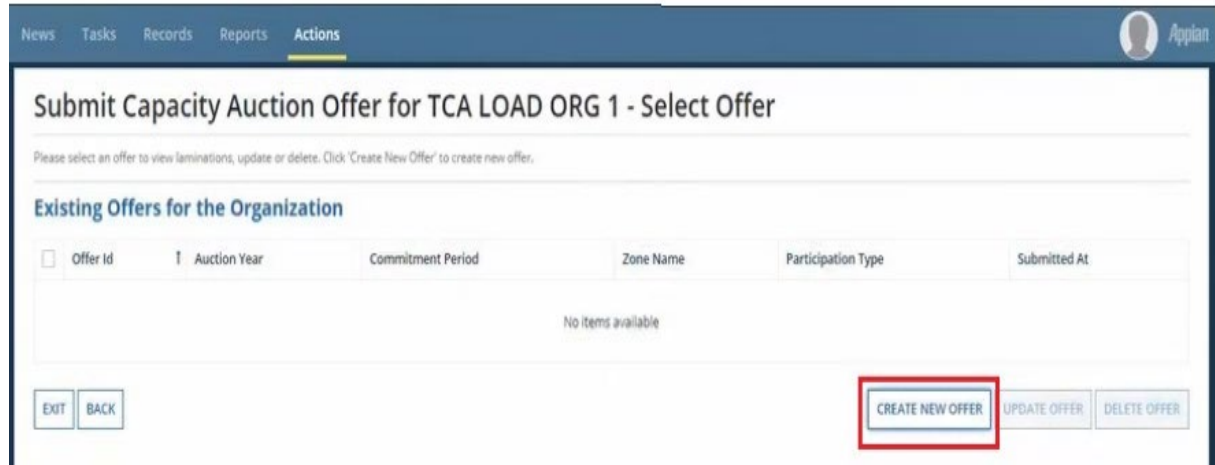 News Tasks Records Reports Actions Appian
Submit Capacity Auction Offer for TCA LOAD ORG 1 - Select Offer
Please select an offer to view laminations, update or delete. Click 'Create New Offer' to create new offer.
Existing Offers for the Organization
Offer Id ↑ Auction Year Commitment Period Zone Name Participation Type Submitted At
No items available
EXIT BACK CREATE NEW OFFER UPDATE OFFER DELETE OFFER